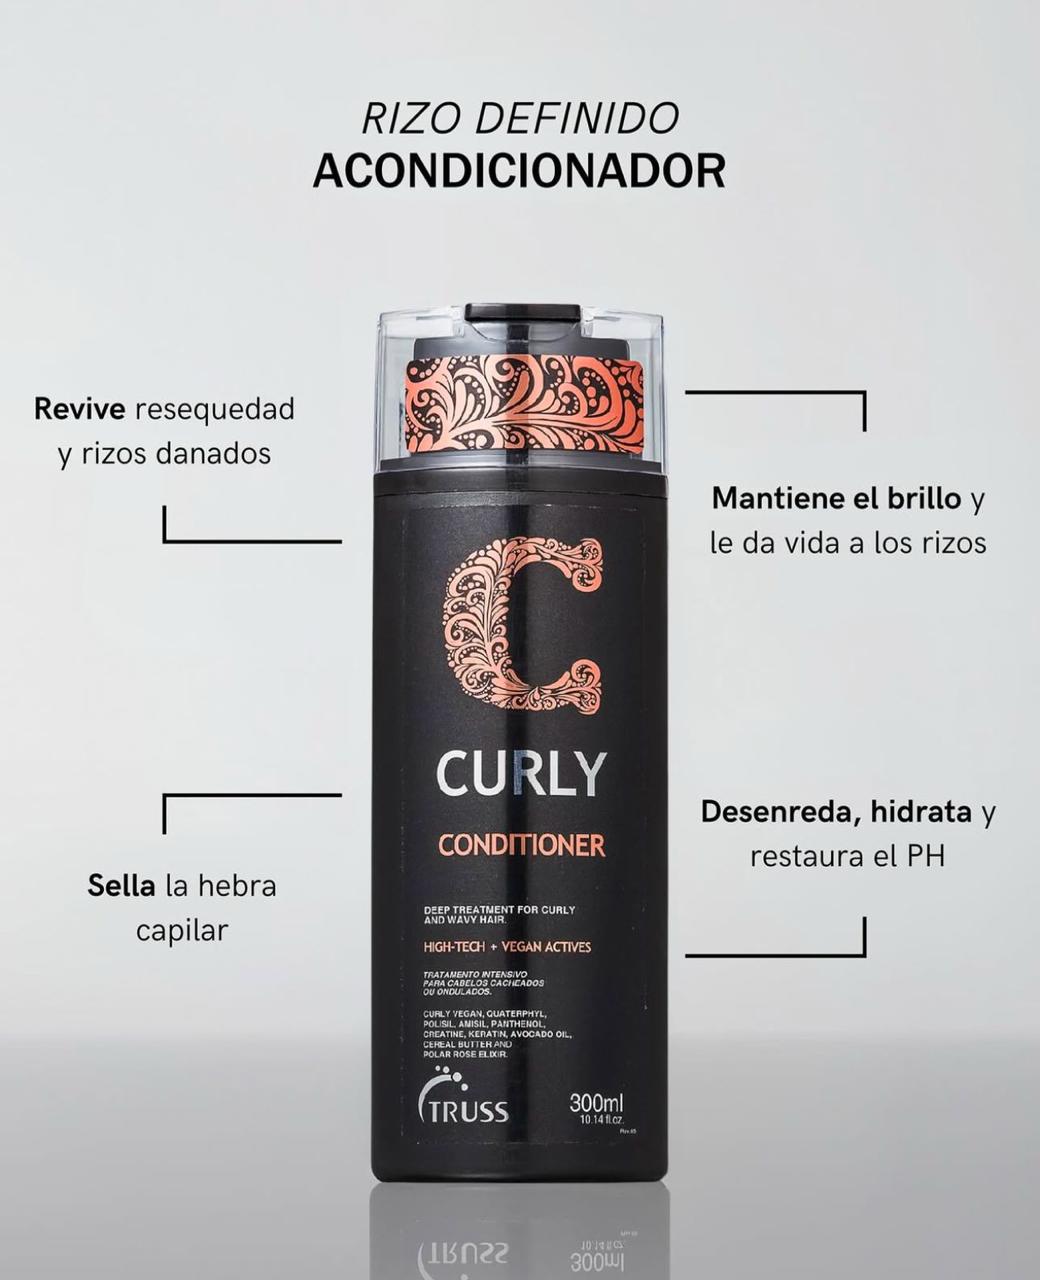 RIZO DEFINIDO
ACONDICIONADOR
Revive resequedad
y rizos danados
Mantiene el brillo y
le da vida a los rizos
Sella la hebra
capilar
Desenreda, hidrata y
restaura el PH
C
CURLY
CONDITIONER
DEEP TREATMENT FOR CURLY
AND WAVY HAIR.
HIGH-TECH + VEGAN ACTIVES
TRATAMENTO INTENSIVO
PARA CABELOS CACHEADOS
OU ONDULADOS.
CURLY VEGAN, QUATERPHYL,
POLISIL, AMISIL, PANTHENOL,
CREATINE, KERATIN, AVOCADO OIL,
CEREAL BUTTER AND
POLAR ROSE ELIXIR.
TRUSS
300ml
10.14 fl.oz.
Rev.05